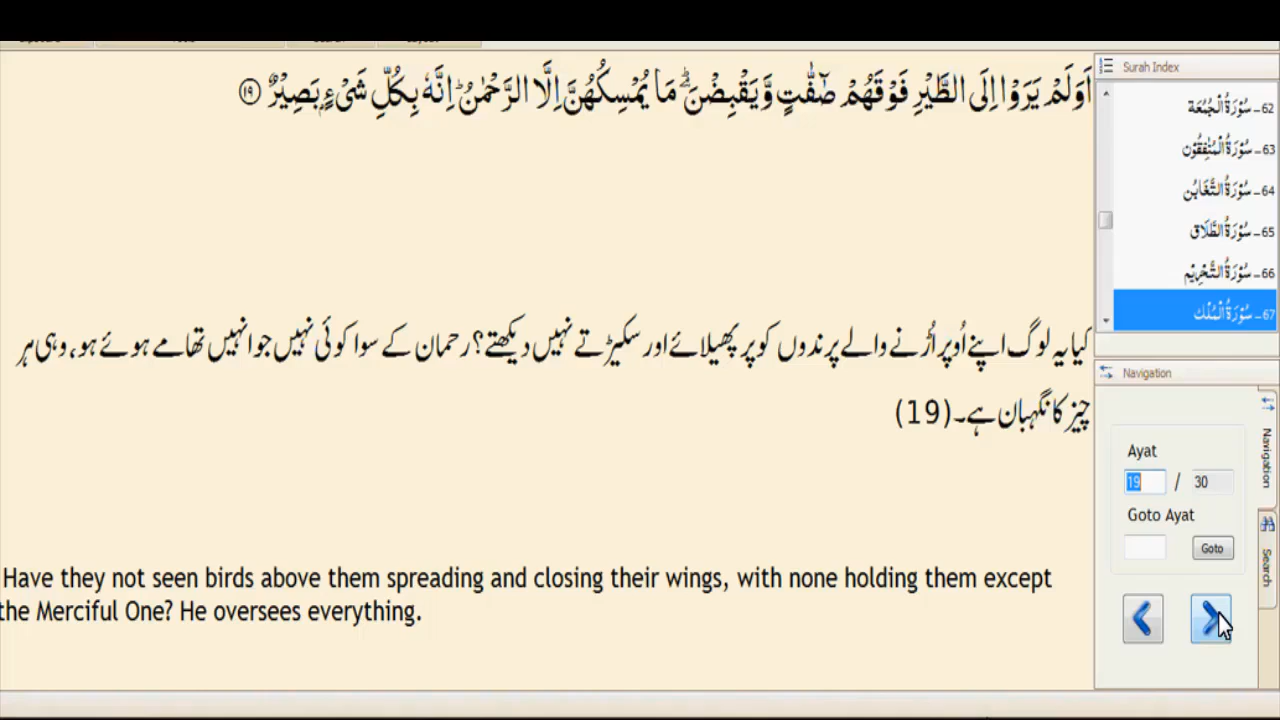 اَوَلَمْ يَرَوْا اِلَى الطَّيْرِ فَوْقَهُمْ صٰٓفّٰتٍ وَّيَقْبِضْنَ ؔۘ مَا يُمْسِكُهُنَّ اِلَّا الرَّحْمٰنُ ؕ اِنَّهٗ بِكُلِّ شَىْءٍۢ بَصِيْرٌ ﴿۱۹﴾
کیا یہ لوگ اپنے اُوپر اُڑنے والے پرندوں کو پر پھیلائے اور سکیڑتے نہیں دیکھتے؟ رحمان کے سوا کوئی نہیں جو انہیں تھامے ہوئے ہو، وہی ہر
چیز کا نگہبان ہے۔ (19)
Have they not seen birds above them spreading and closing their wings, with none holding them except
the Merciful One? He oversees everything.
Surah Index
62– سُوْرَةُ الْجُمُعَة
63– سُوْرَةُ الْمُنٰفِقُوْن
64– سُوْرَةُ التَّغَابُن
65– سُوْرَةُ الطَّلَاق
66– سُوْرَةُ التَّحْرِيْم
67– سُوْرَةُ الْمُلْك
Navigation
Ayat
19 / 30
Goto Ayat
Goto
Navigation
Search